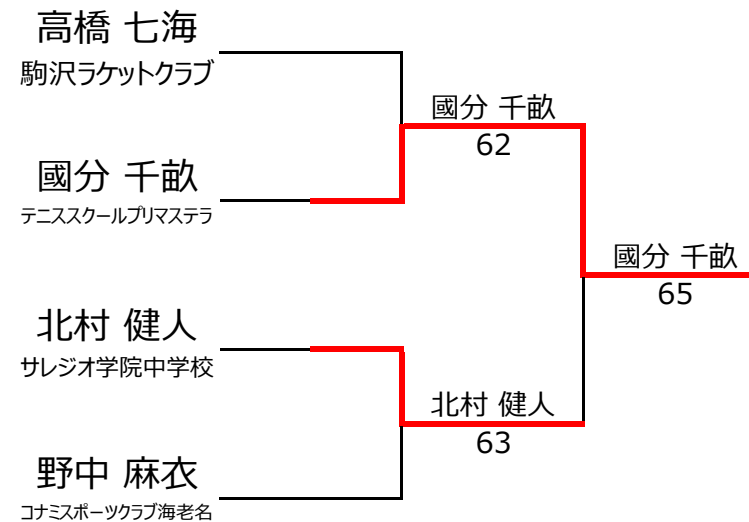 高橋 七海
駒沢ラケットクラブ
國分 千畝
62
國分 千畝
テニススクールプリマステラ
國分 千畝
65
北村 健人
サレジオ学院中学校
北村 健人
63
野中 麻衣
コナミスポーツクラブ海老名